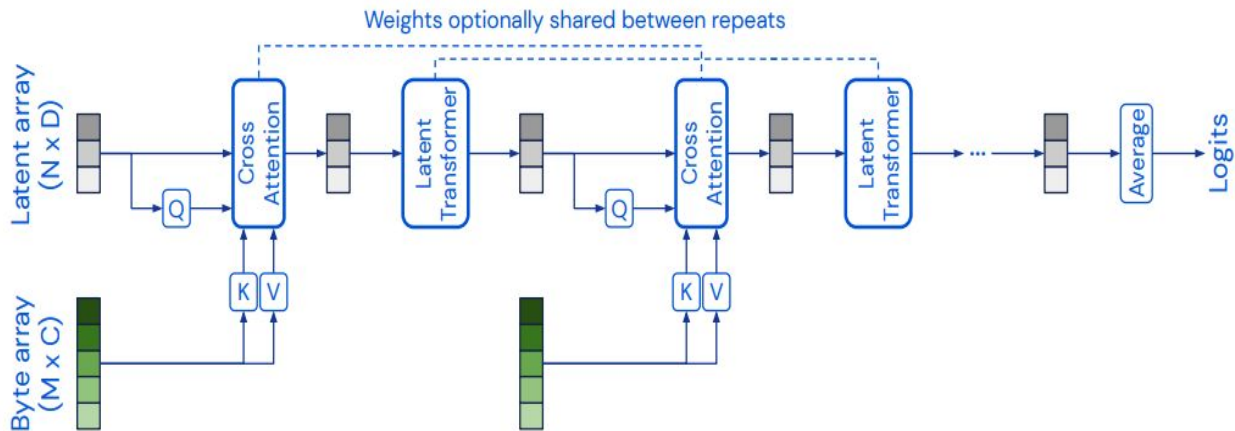 Weights optionally shared between repeats
Latent array
(N x D)
Cross
Attention
Latent
Transformer
Cross
Attention
Latent
Transformer
...
Average
Logits
Q
Q
K
V
K
V
Byte array
(M x C)